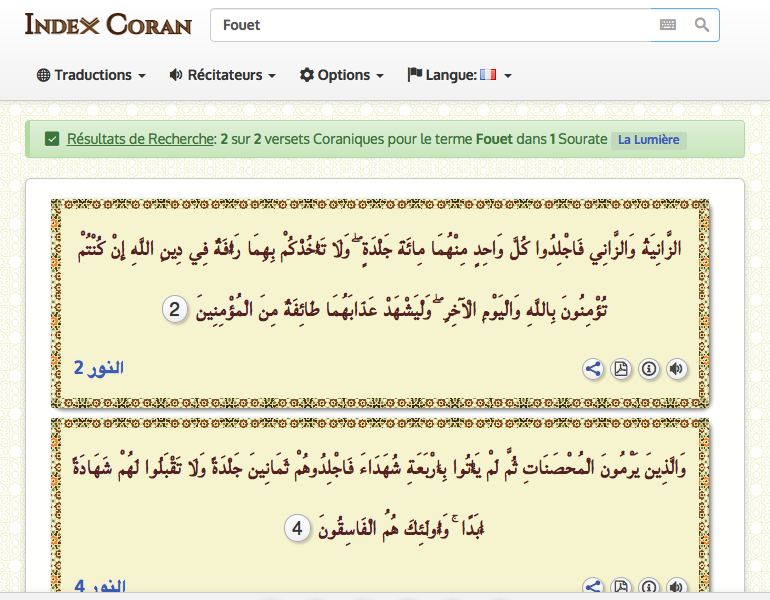 INDEX CORAN
Fouet
Traductions Récitateurs Options Langue:
Résultats de Recherche: 2 sur 2 versets Coraniques pour le terme Fouet dans 1 Sourate La Lumière
الزَّانِيَةُ وَالزَّانِي فَاجْلِدُوا كُلَّ وَاحِدٍ مِنْهُمَا مِائَةَ جَلْدَةٍ ۖ وَلَا تَأْخُذْكُمْ بِهِمَا رَأْفَةٌ فِي دِينِ اللَّهِ إِنْ كُنْتُمْ
تُؤْمِنُونَ بِاللَّهِ وَالْيَوْمِ الْآخِرِ ۖ وَلْيَشْهَدْ عَذَابَهُمَا طَائِفَةٌ مِنَ الْمُؤْمِنِينَ 2
النور 2
وَالَّذِينَ يَرْمُونَ الْمُحْصَنَاتِ ثُمَّ لَمْ يَأْتُوا بِأَرْبَعَةِ شُهَدَاءَ فَاجْلِدُوهُمْ ثَمَانِينَ جَلْدَةً وَلَا تَقْبَلُوا لَهُمْ شَهَادَةً
أَبَدًا ۚ وَأُولَئِكَ هُمُ الْفَاسِقُونَ 4
النور 4